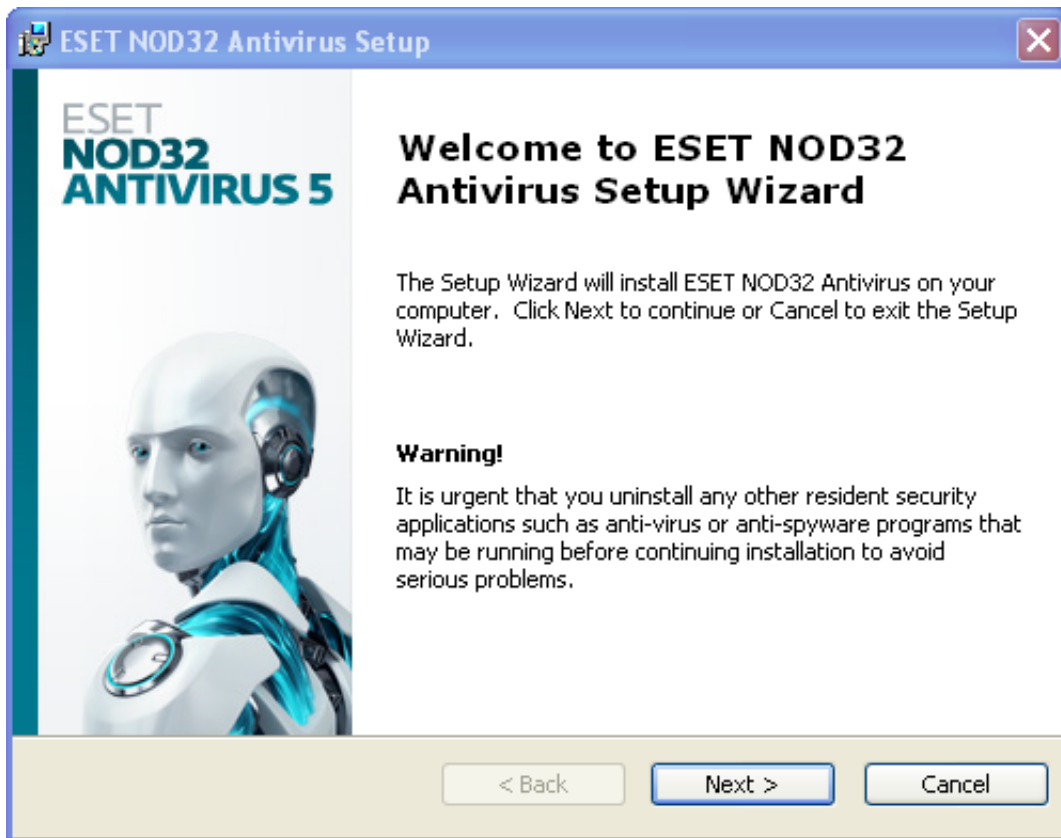 ESET NOD32 Antivirus Setup
ESET
NOD32
ANTIVIRUS 5
Welcome to ESET NOD32
Antivirus Setup Wizard
The Setup Wizard will install ESET NOD32 Antivirus on your
computer.  Click Next to continue or Cancel to exit the Setup
Wizard.
Warning!
It is urgent that you uninstall any other resident security
applications such as anti-virus or anti-spyware programs that
may be running before continuing installation to avoid
serious problems.
< Back
Next >
Cancel